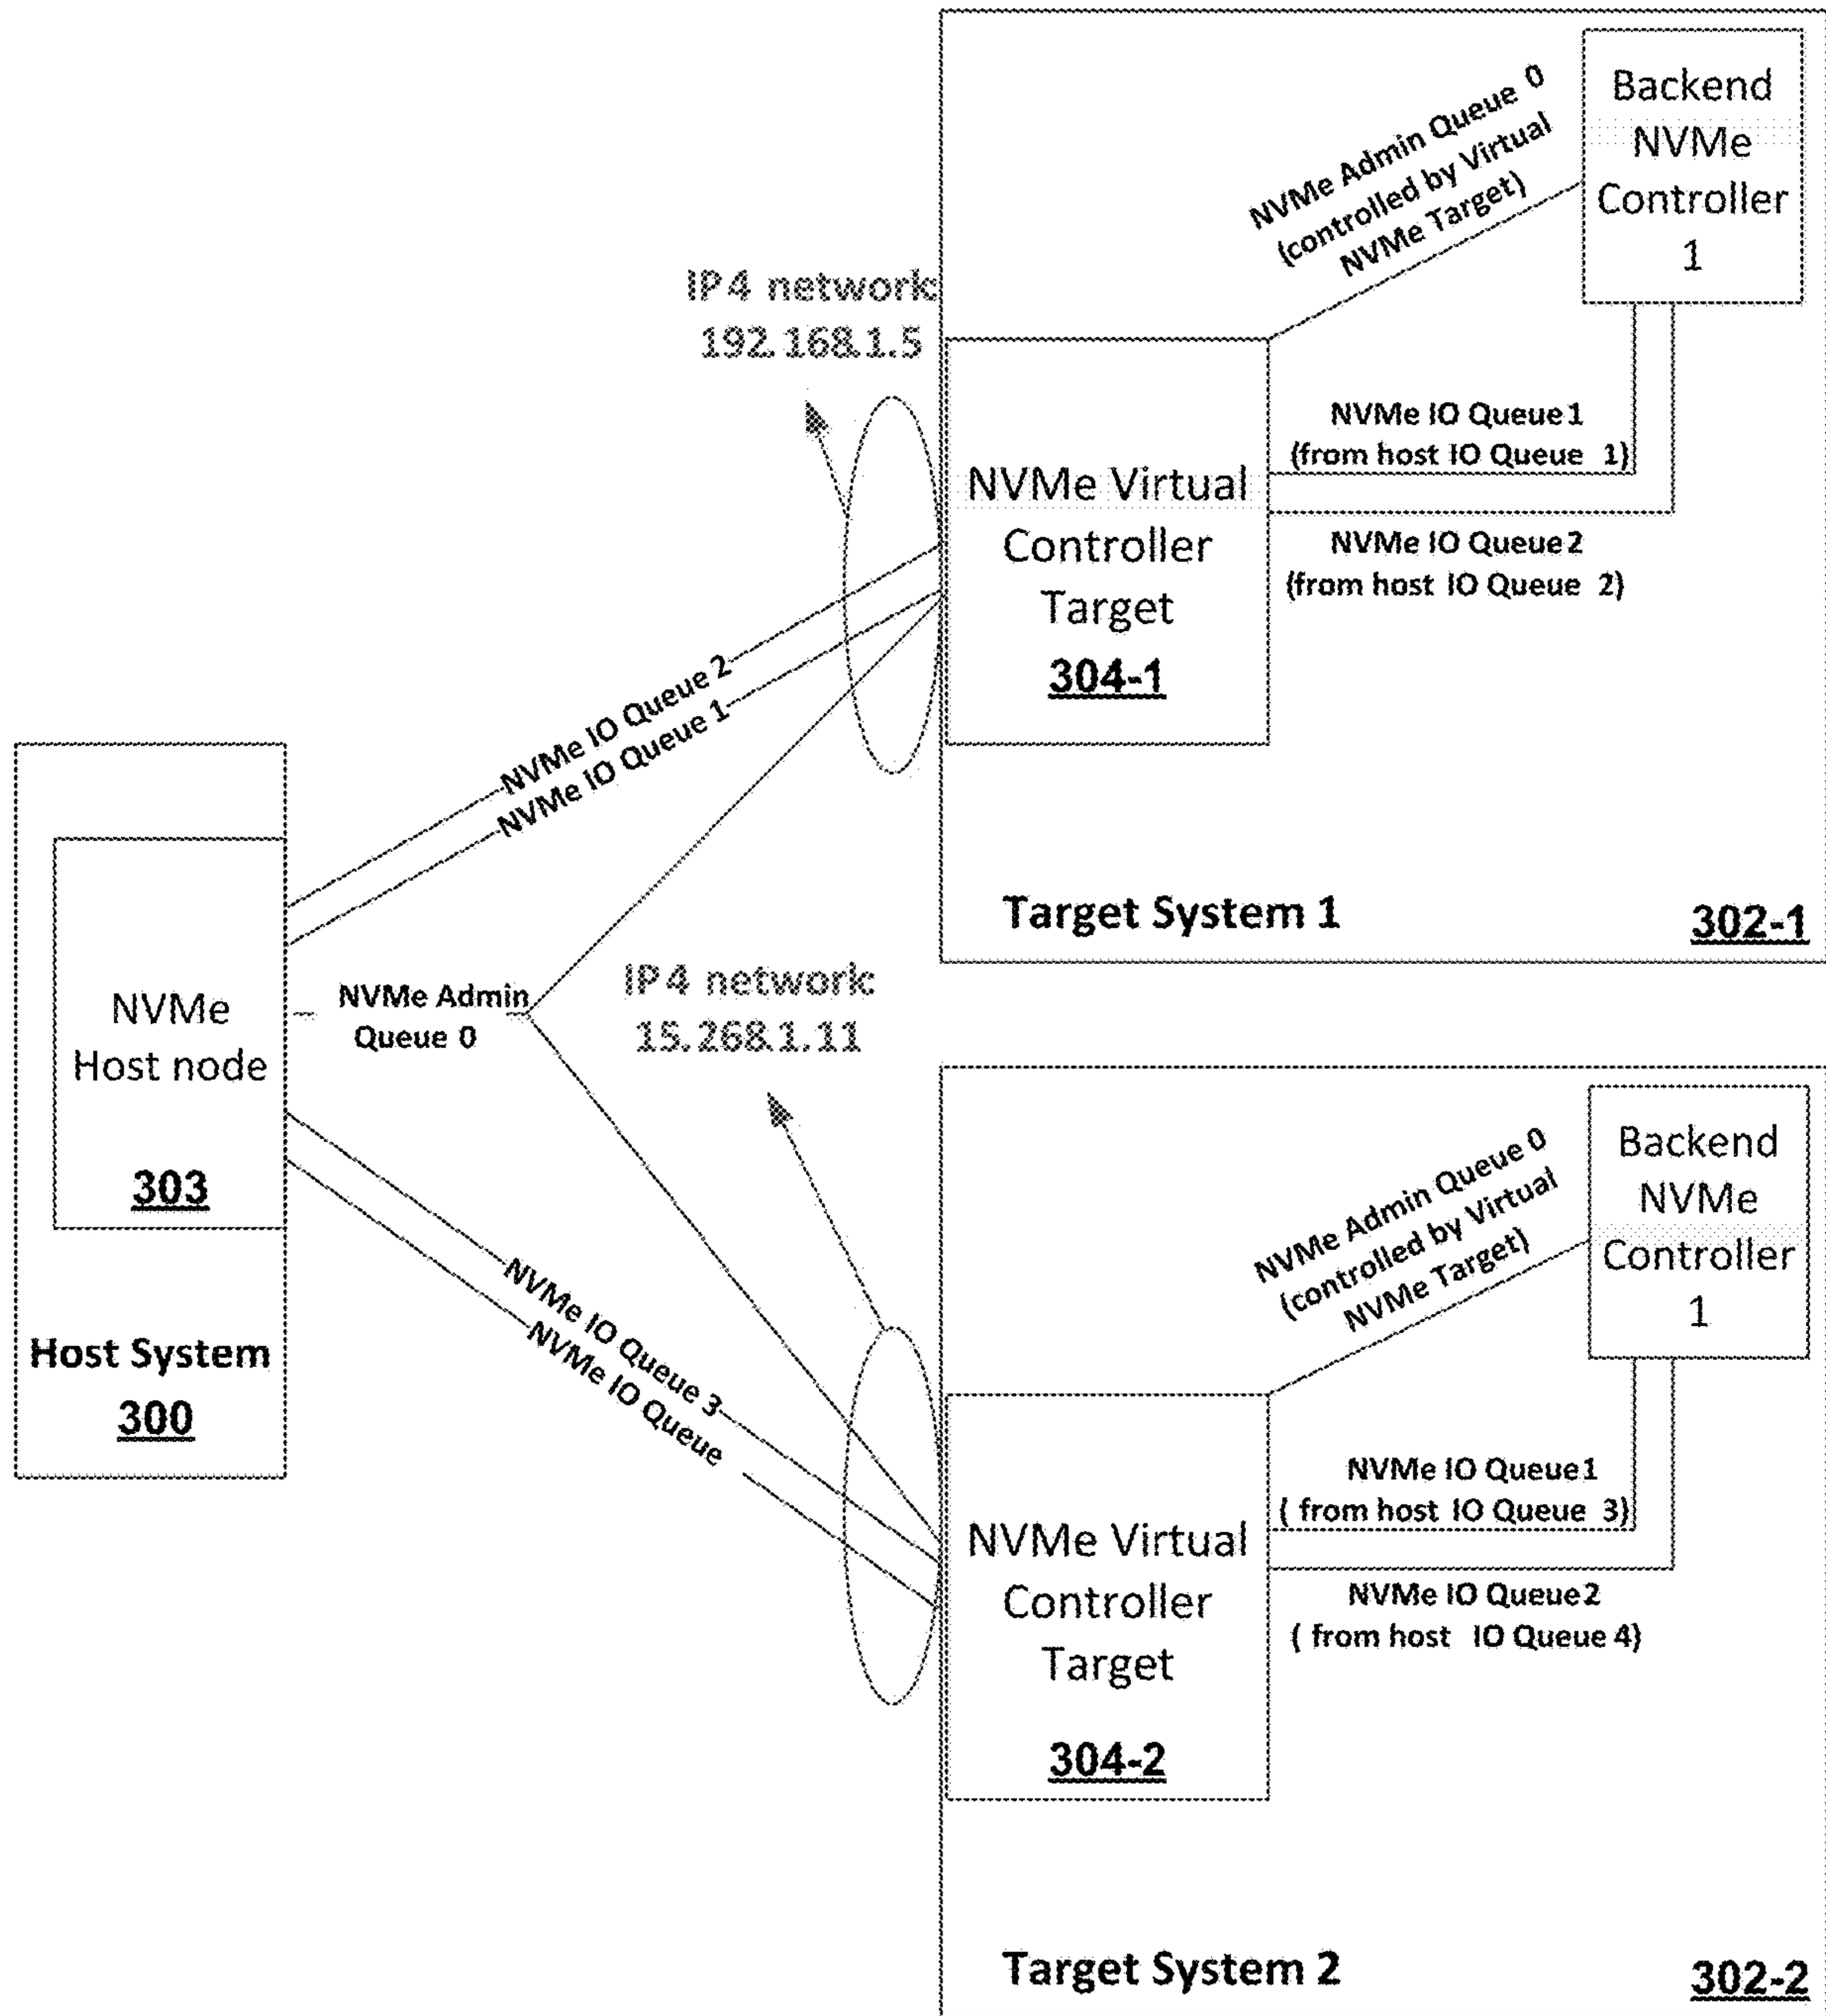 NVMe Admin Queue 0
(controlled by Virtual
NVMe Target)
Backend
NVMe
Controller
1
IP4 network:
192.168.1.5
NVMe IO Queue 1
(from host IO Queue 1)
NVMe IO Queue 2
(from host IO Queue 2)
NVMe Virtual
Controller
Target
304-1
Target System 1
302-1
NVMe IO Queue 2
NVMe IO Queue 1
NVMe Admin
Queue 0
NVMe
Host node
303
Host System
300
IP4 network:
15.268.1.11
NVMe IO Queue 3
NVMe IO Queue
NVMe Admin Queue 0
(controlled by Virtual
NVMe Target)
Backend
NVMe
Controller
1
NVMe IO Queue 1
( from host IO Queue 3)
NVMe IO Queue 2
( from host IO Queue 4)
NVMe Virtual
Controller
Target
304-2
Target System 2
302-2